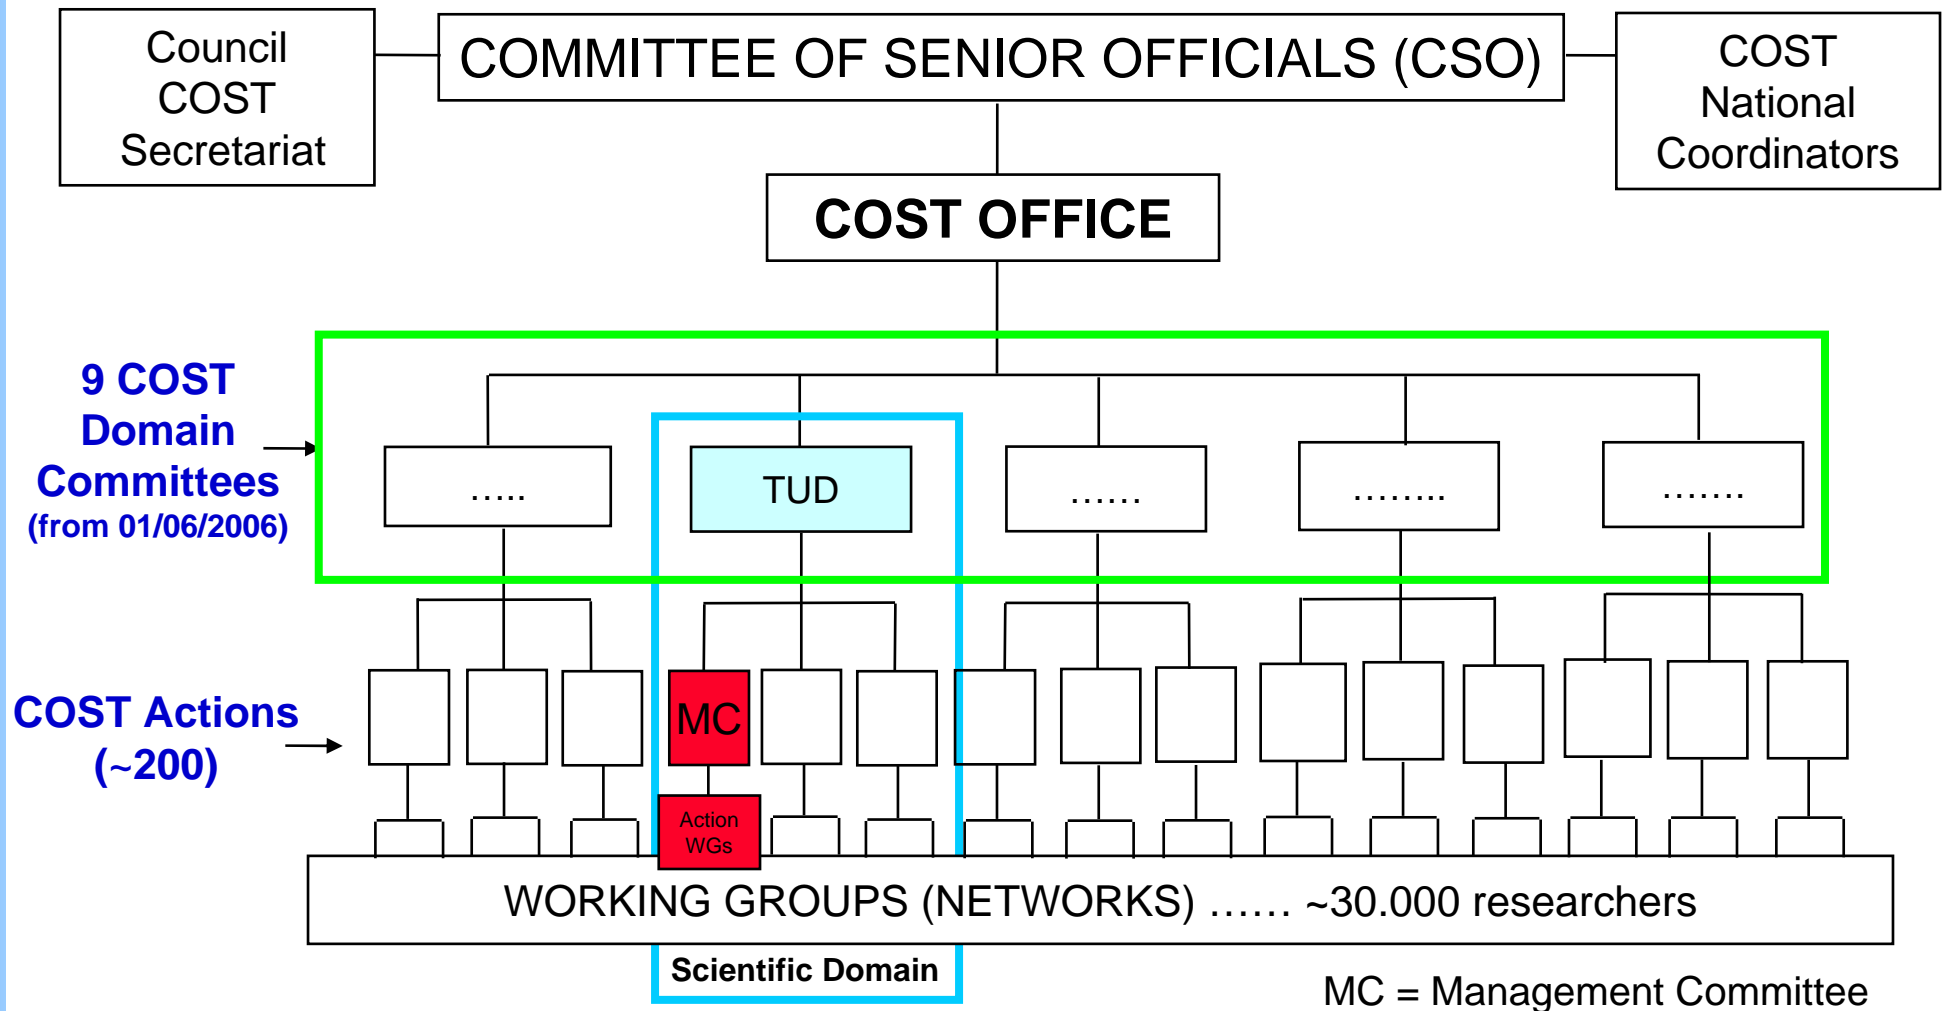 Council
COST
Secretariat
COMMITTEE OF SENIOR OFFICIALS (CSO)
COST
National
Coordinators
COST OFFICE
9 COST
Domain
Committees
(from 01/06/2006)
…..
TUD
……
……..
…….
COST Actions
(~200)
MC
Action
WGs
WORKING GROUPS (NETWORKS) …… ~30.000 researchers
Scientific Domain
MC = Management Committee